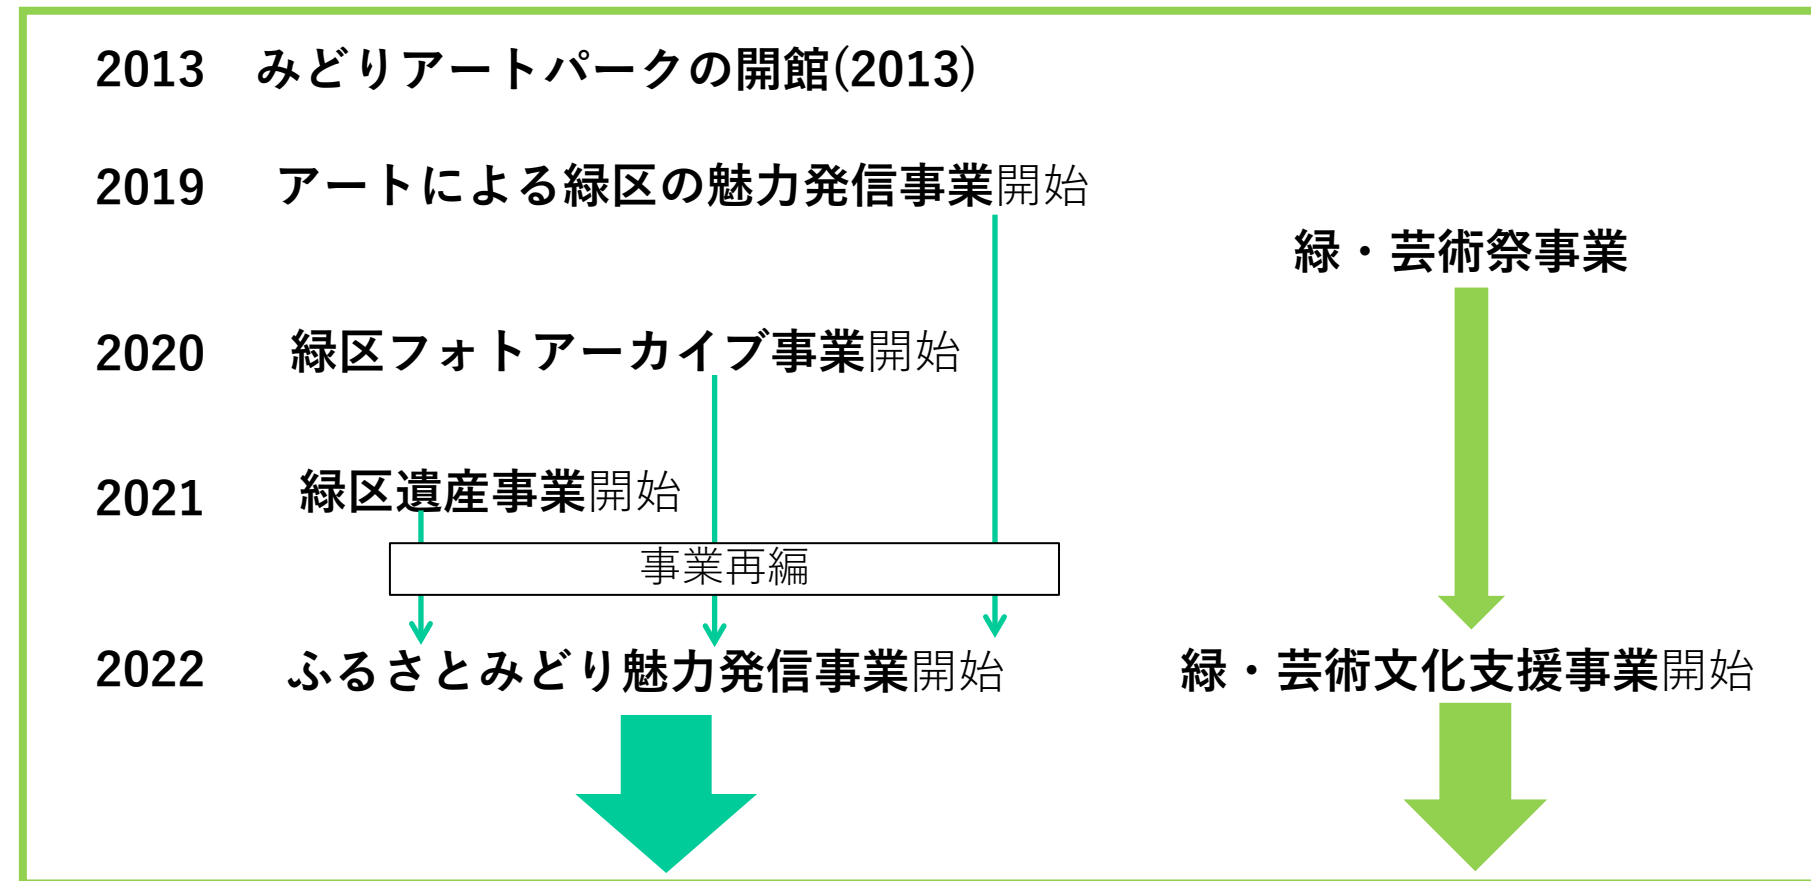 2013 みどりアートパークの開館(2013)
2019 アートによる緑区の魅力発信事業開始
緑・芸術祭事業
2020 緑区フォトアーカイブ事業開始
2021 緑区遺産事業開始
事業再編
2022 ふるさとみどり魅力発信事業開始
緑・芸術文化支援事業開始